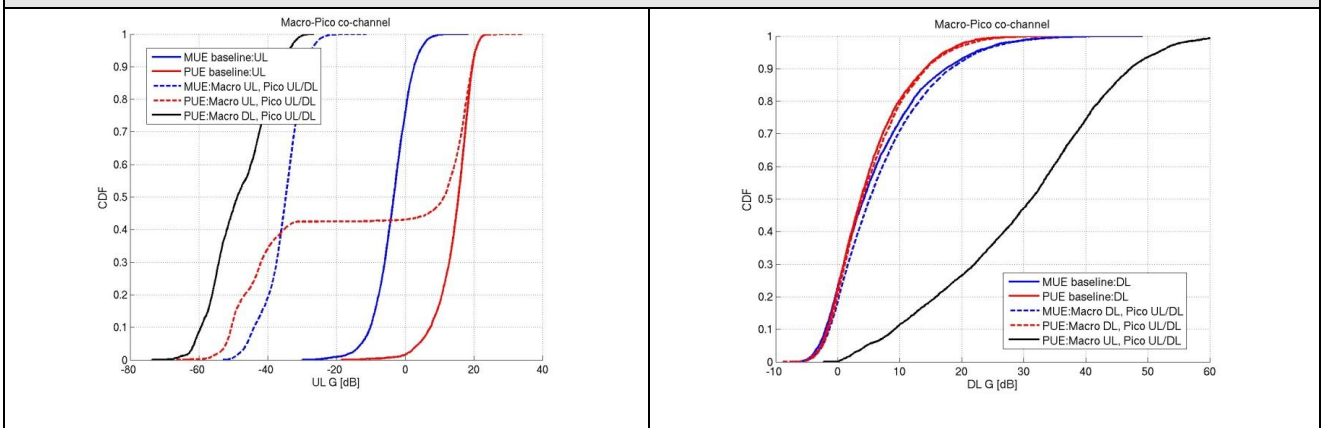 Macro-Pico co-channel
1
0.9
0.8
0.7
0.6
0.5
0.4
0.3
0.2
0.1
0
CDF
MUE baseline:UL
PUE baseline:UL
MUE:Macro UL, Pico UL/DL
PUE:Macro UL, Pico UL/DL
PUE:Macro DL, Pico UL/DL
-80 -60 -40 -20 0 20 40
UL G [dB]
Macro-Pico co-channel
1
0.9
0.8
0.7
0.6
0.5
0.4
0.3
0.2
0.1
0
CDF
MUE baseline:DL
PUE baseline:DL
MUE:Macro DL, Pico UL/DL
PUE:Macro DL, Pico UL/DL
PUE:Macro UL, Pico UL/DL
-10 0 10 20 30 40 50 60
DL G [dB]